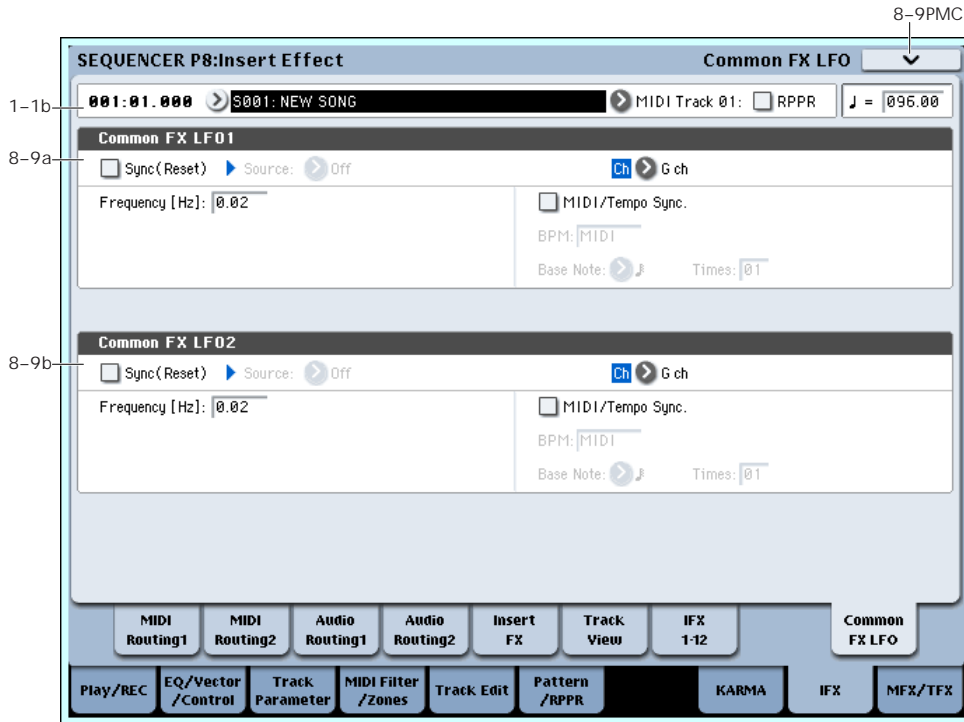 8–9PMC
SEQUENCER P8:Insert Effect Common FX LFO
1–1b
001:01.000 S001: NEW SONG MIDI Track 01: RPPR ♩ = 096.00
Common FX LFO1
8–9a
Sync(Reset) Source: Off Ch G ch
Frequency [Hz]: 0.02 MIDI/Tempo Sync.
BPM: MIDI
Base Note: Times: 01
Common FX LFO2
8–9b
Sync(Reset) Source: Off Ch G ch
Frequency [Hz]: 0.02 MIDI/Tempo Sync.
BPM: MIDI
Base Note: Times: 01
MIDI Routing1 MIDI Routing2 Audio Routing1 Audio Routing2 Insert FX Track View IFX 1-12 Common FX LFO
Play/REC EQ/Vector /Control Track Parameter MIDI Filter /Zones Track Edit Pattern /RPPR KARMA IFX MFX/TFX